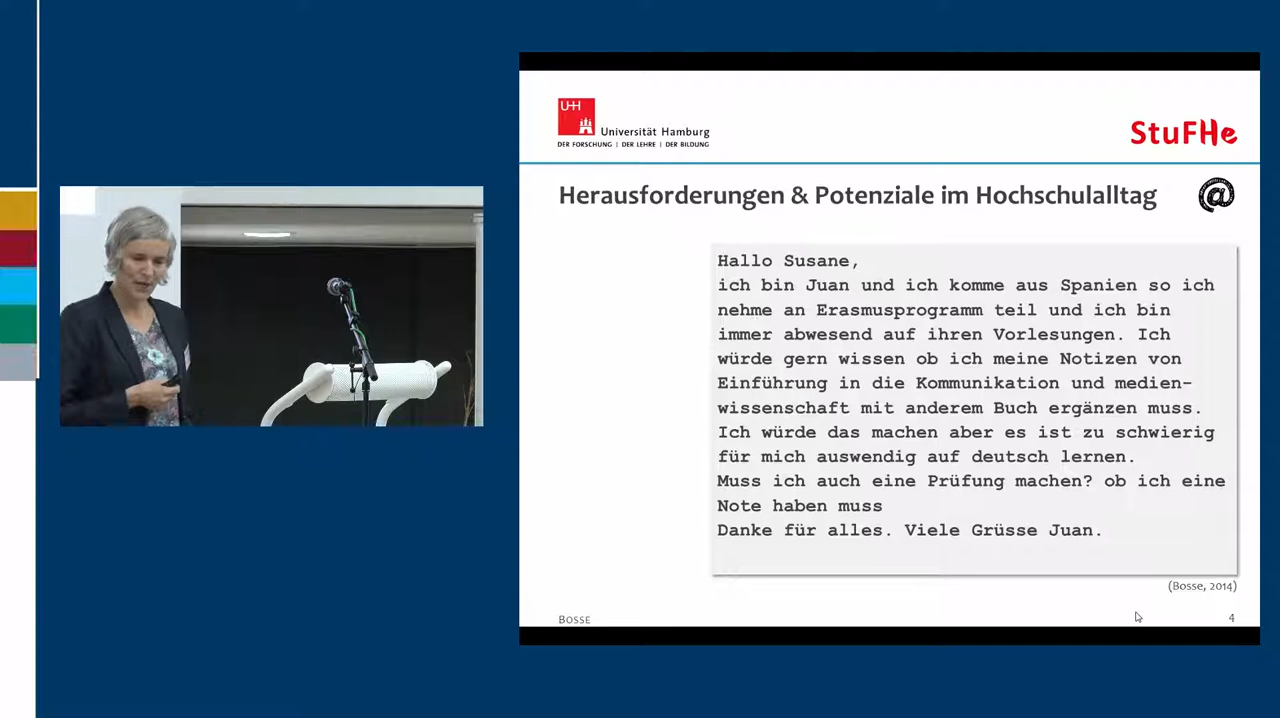 UHH
Universität Hamburg
DER FORSCHUNG | DER LEHRE | DER BILDUNG
StuFHe
Herausforderungen & Potenziale im Hochschulalltag
@
Hallo Susane,
ich bin Juan und ich komme aus Spanien so ich
nehme an Erasmusprogramm teil und ich bin
immer abwesend auf ihren Vorlesungen. Ich
würde gern wissen ob ich meine Notizen von
Einführung in die Kommunikation und medien-
wissenschaft mit anderem Buch ergänzen muss.
Ich würde das machen aber es ist zu schwierig
für mich auswendig auf deutsch lernen.
Muss ich auch eine Prüfung machen? ob ich eine
Note haben muss
Danke für alles. Viele Grüsse Juan.
(Bosse, 2014)
BOSSE
4